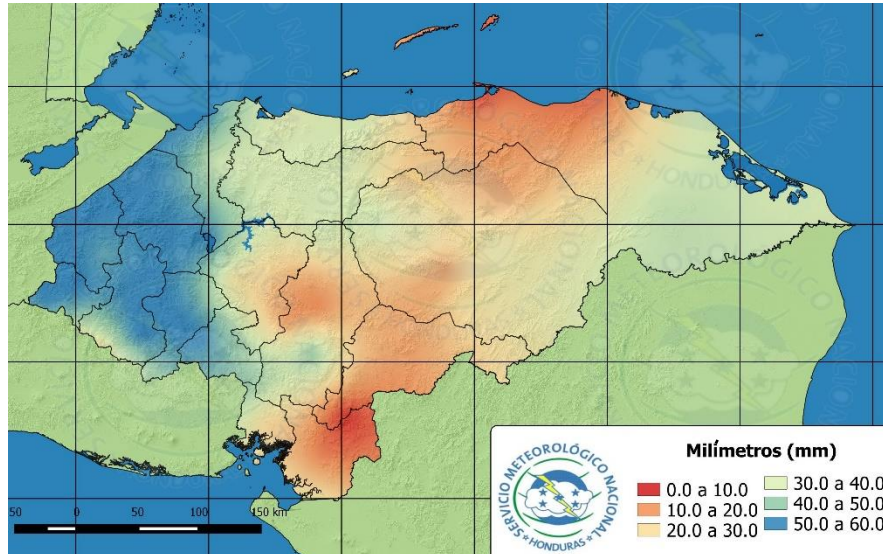 Milímetros (mm)
0.0 a 10.0
10.0 a 20.0
20.0 a 30.0
30.0 a 40.0
40.0 a 50.0
50.0 a 60.0
SERVICIO METEOROLÓGICO NACIONAL
HONDURAS
50 0 50 100 150 km